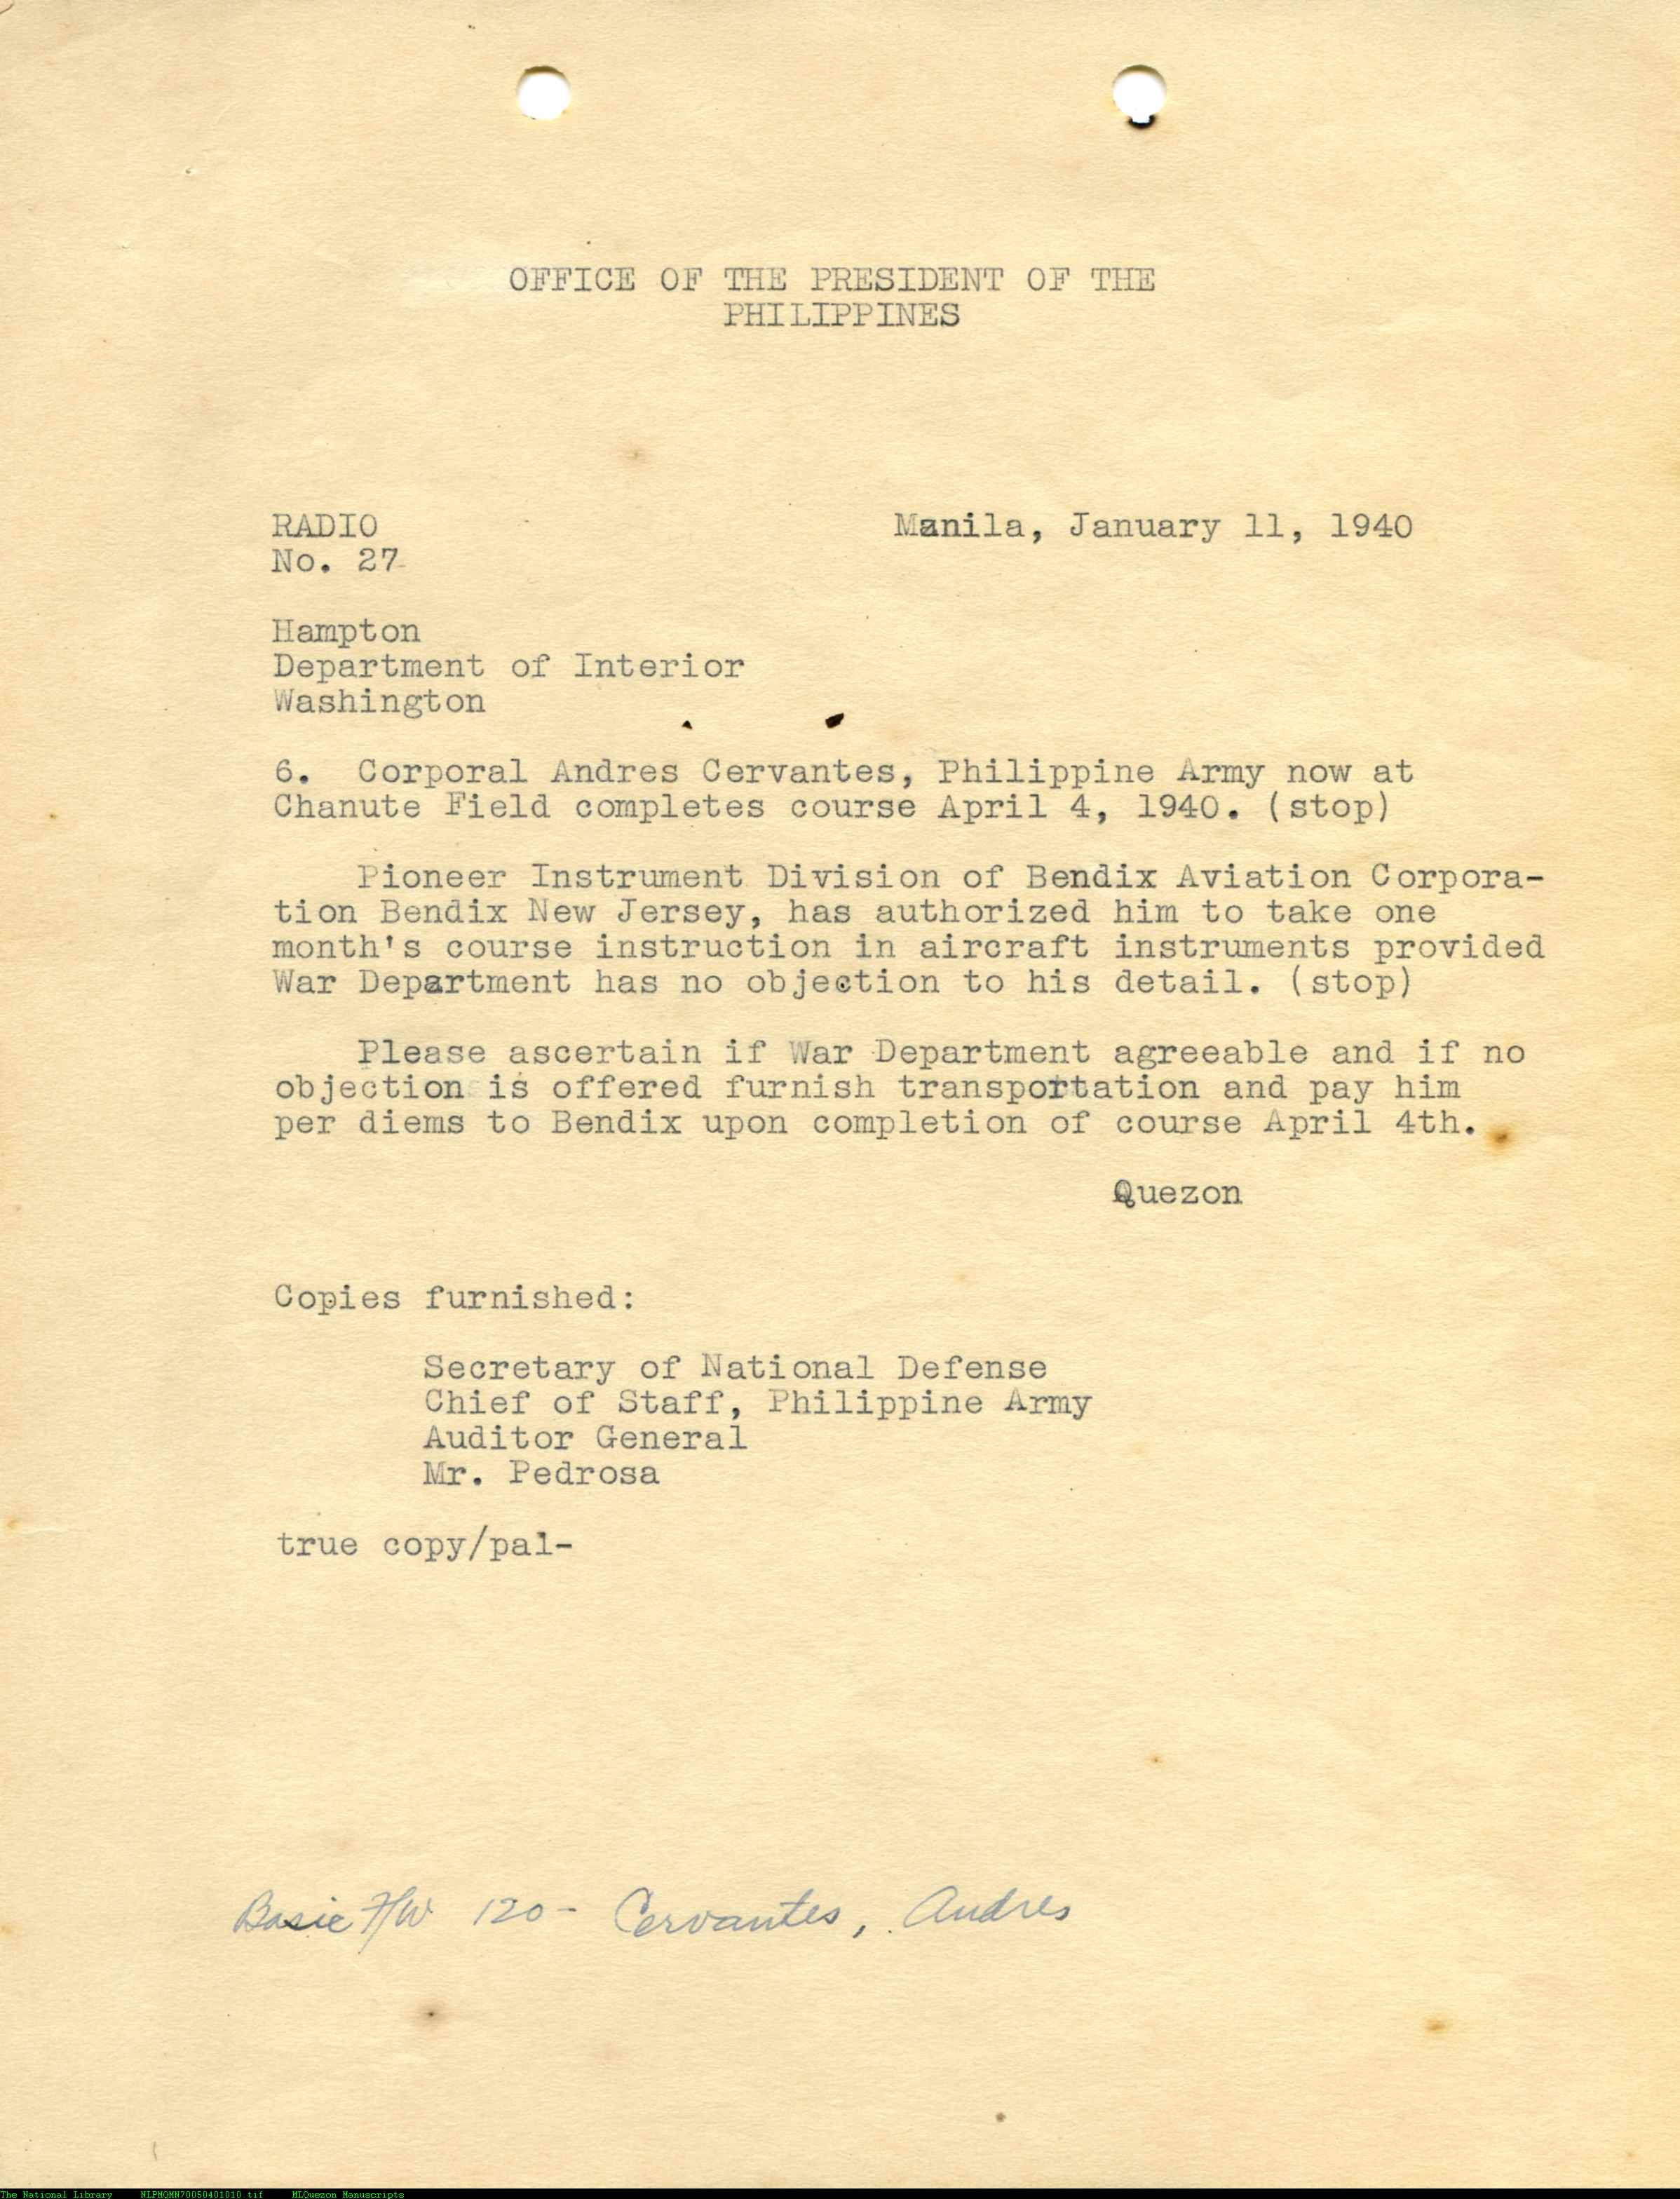 OFFICE OF THE PRESIDENT OF THE
PHILIPPINES
RADIO
No. 27
Manila, January 11, 1940
Hampton
Department of Interior
Washington
6. Corporal Andres Cervantes, Philippine Army now at
Chanute Field completes course April 4, 1940. (stop)
Pioneer Instrument Division of Bendix Aviation Corpora-
tion Bendix New Jersey, has authorized him to take one
month's course instruction in aircraft instruments provided
War Department has no objection to his detail. (stop)
Please ascertain if War Department agreeable and if no
objection is offered furnish transportation and pay him
per diems to Bendix upon completion of course April 4th.
Quezon
Copies furnished:
Secretary of National Defense
Chief of Staff, Philippine Army
Auditor General
Mr. Pedrosa
true copy/pal-
120- Cervantes, Andres
The National Library NLPMQMN70050401010.tif MLQuezon Manuscripts